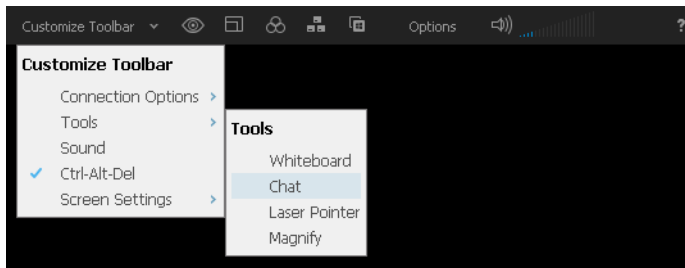 Customize Toolbar Options ?
Customize Toolbar
Connection Options
Tools
Sound
Ctrl-Alt-Del
Screen Settings
Tools
Whiteboard
Chat
Laser Pointer
Magnify